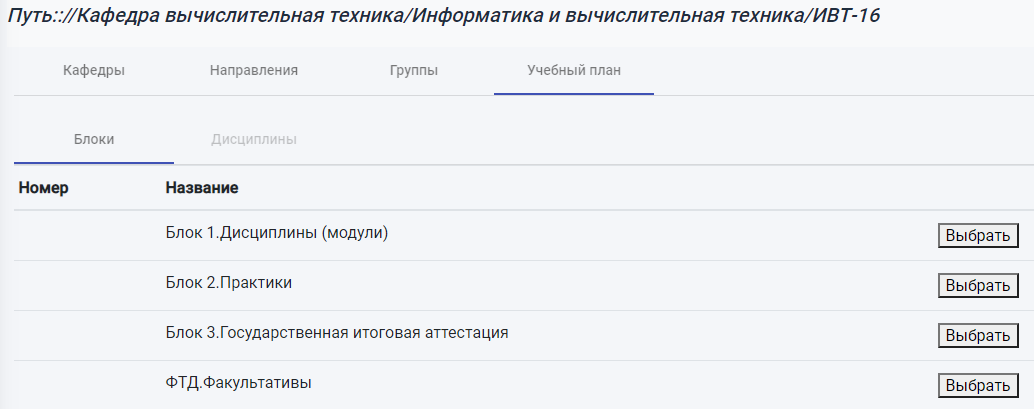 Путь:://Кафедра вычислительная техника/Информатика и вычислительная техника/ИВТ-16
Кафедры Направления Группы Учебный план
Блоки Дисциплины
Номер Название
Блок 1.Дисциплины (модули) Выбрать
Блок 2.Практики Выбрать
Блок 3.Государственная итоговая аттестация Выбрать
ФТД.Факультативы Выбрать